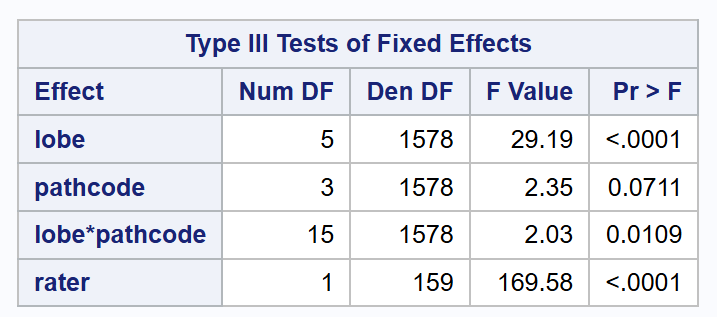 Type III Tests of Fixed Effects
Effect Num DF Den DF F Value Pr > F
lobe 5 1578 29.19 <.0001
pathcode 3 1578 2.35 0.0711
lobe*pathcode 15 1578 2.03 0.0109
rater 1 159 169.58 <.0001